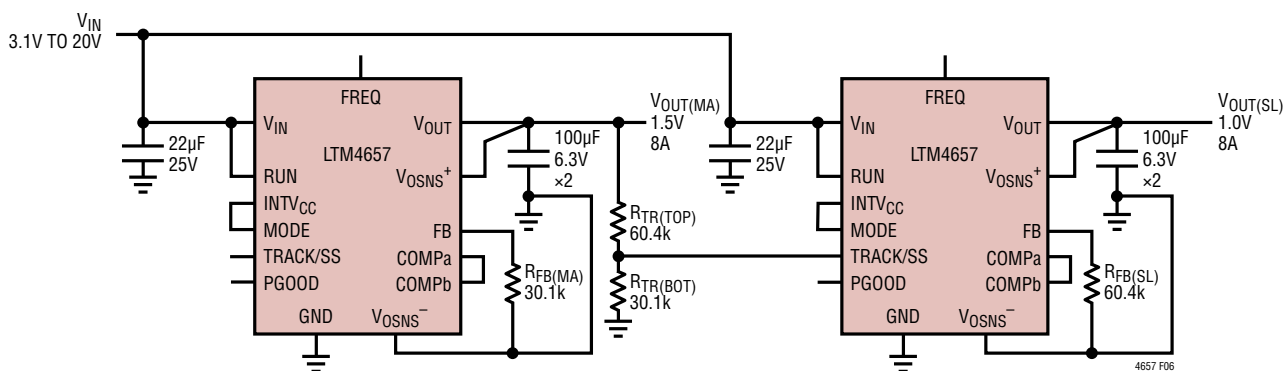 VIN
3.1V TO 20V
22µF
25V
FREQ
VIN
VOUT
LTM4657
RUN
VOSNS+
INTVCC
MODE
FB
TRACK/SS
COMPa
PGOOD
COMPb
GND
VOSNS–
RFB(MA)
30.1k
100µF
6.3V
×2
VOUT(MA)
1.5V
8A
RTR(TOP)
60.4k
RTR(BOT)
30.1k
22µF
25V
FREQ
VIN
VOUT
LTM4657
RUN
VOSNS+
INTVCC
MODE
FB
TRACK/SS
COMPa
PGOOD
COMPb
GND
VOSNS–
RFB(SL)
60.4k
100µF
6.3V
×2
VOUT(SL)
1.0V
8A
4657 F06